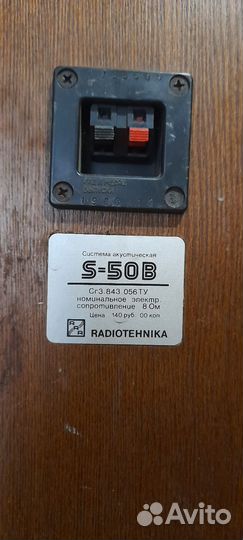 Система акустическая
S-50B
Сг3.843.056ТУ
номинальное электр.
сопротивление 8 Ом
Цена 140 руб. 00 коп
RADIOTEHNIKA
Avito